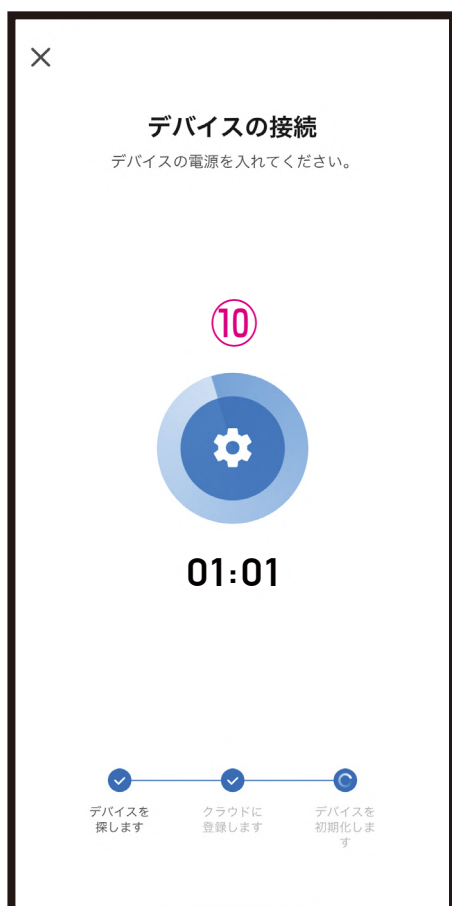 デバイスの接続
デバイスの電源を入れてください。
⑩
01:01
デバイスを
探します
クラウドに
登録します
デバイスを
初期化しま
す